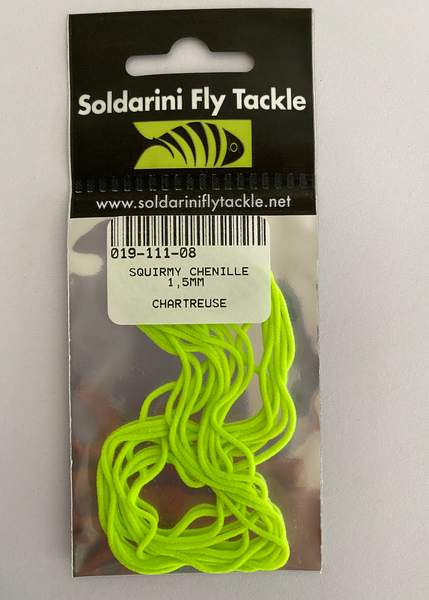 Soldarini Fly Tackle
www.soldariniflytackle.net
019-111-08
SQUIRMY CHENILLE
1,5MM
CHARTREUSE